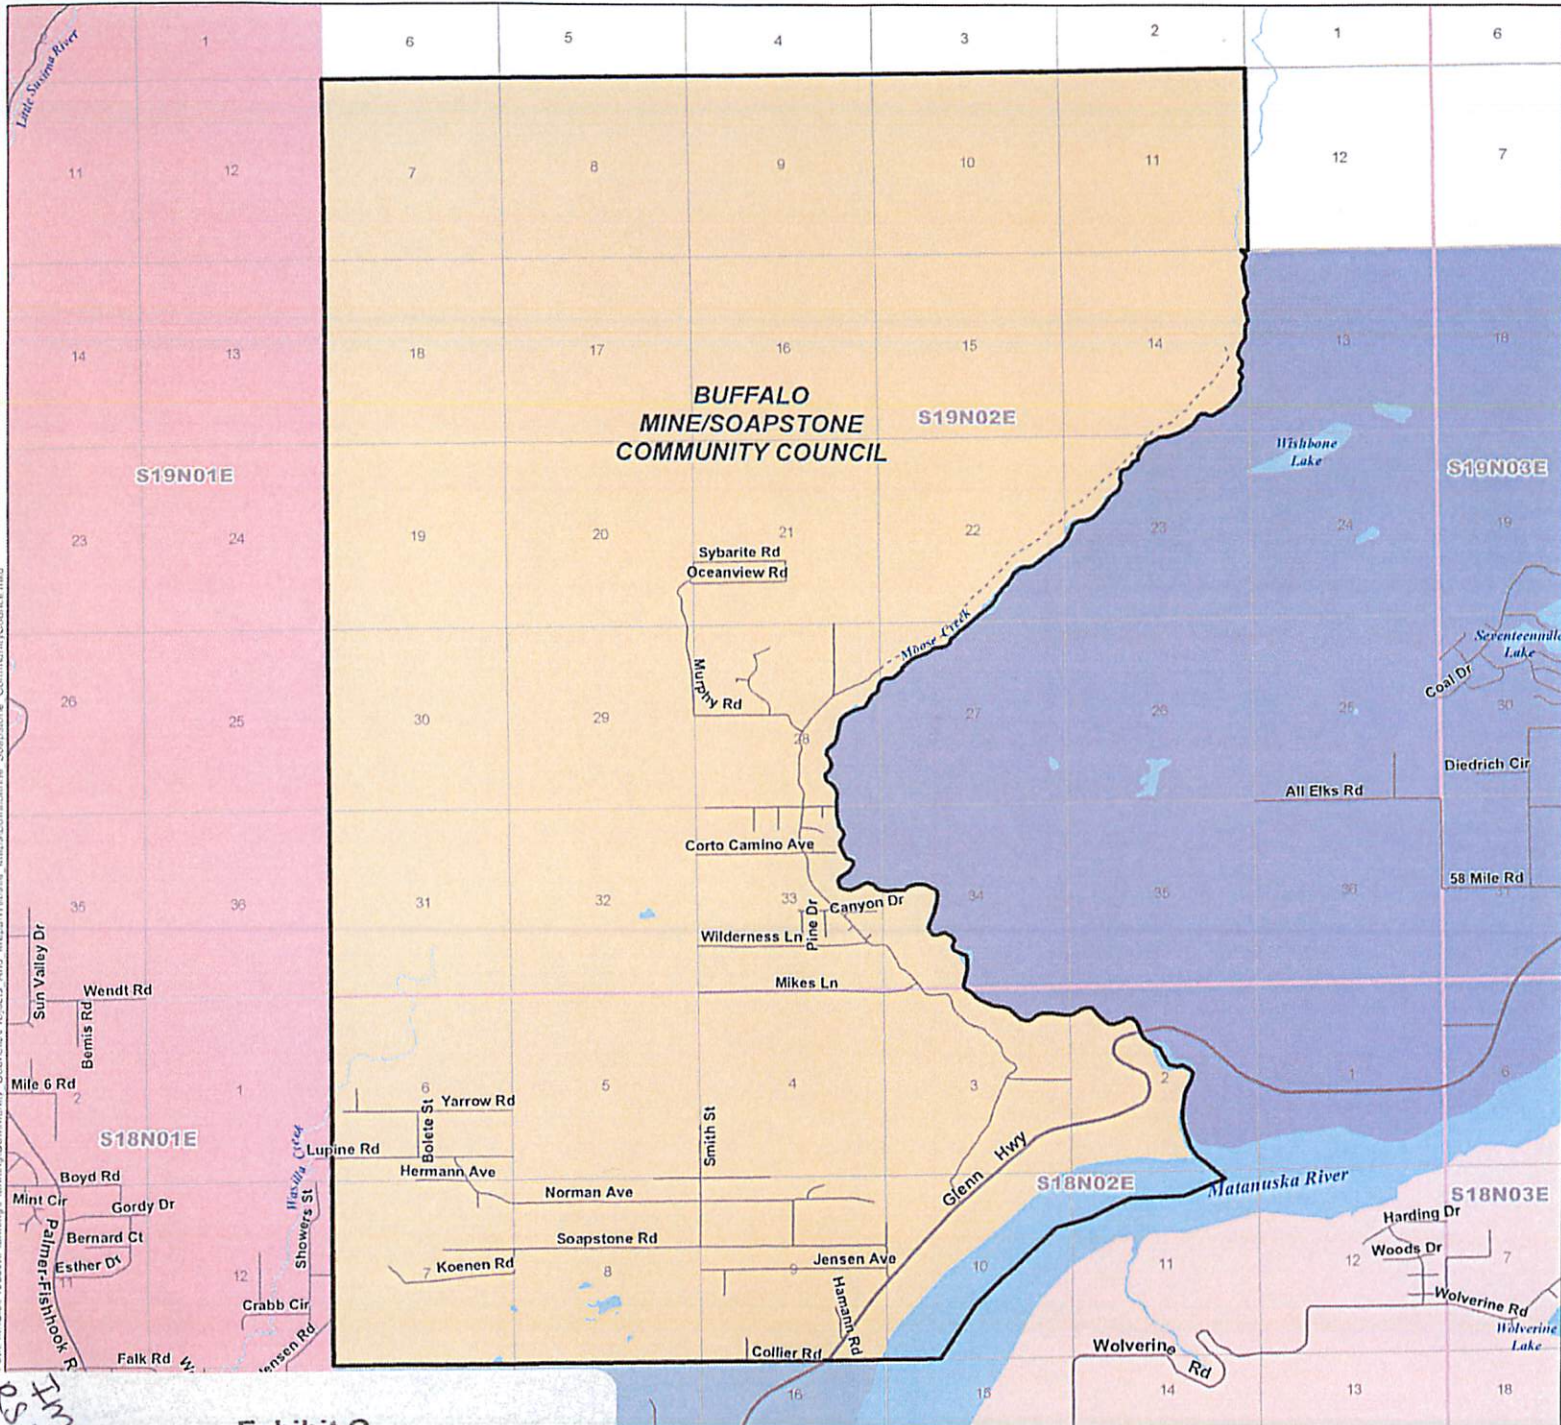 1
6
5
4
3
2
1
6
Little Susitna River
11
12
7
8
9
10
11
12
7
14
13
18
17
16
15
14
13
18
BUFFALO
MINE/SOAPSTONE
COMMUNITY COUNCIL
S19N02E
Wishbone
Lake
S19N01E
S19N03E
23
24
19
20
21
22
23
24
19
Sybarite Rd
Oceanview Rd
Moose Creek
Seventeenmile
Lake
Coal Dr
Murphy Rd
26
25
30
29
28
27
26
25
30
Diedrich Cir
All Elks Rd
Corto Camino Ave
58 Mile Rd
35
36
31
32
33
34
35
36
31
Canyon Dr
Pine Dr
Wilderness Ln
Sun Valley Dr
Mikes Ln
Wendt Rd
Bemis Rd
Mile 6 Rd
2
1
6
5
4
3
2
1
6
Yarrow Rd
Bolete St
Smith St
S18N01E
Wasilla Creek
Lupine Rd
Hermann Ave
Glenn Hwy
S18N02E
Matanuska River
S18N03E
Boyd Rd
Mint Cir
Gordy Dr
Showers St
Norman Ave
Harding Dr
Bernard Ct
Soapstone Rd
Woods Dr
Esther Dr
Koenen Rd
Jensen Ave
11
12
7
8
9
10
11
12
7
Palmer-Fishhook R
Hamann Rd
Crabb Cir
Wolverine Rd
Wolverine
Lake
Jensen Rd
Falk Rd
Collier Rd
Wolverine Rd
16
15
14
13
18